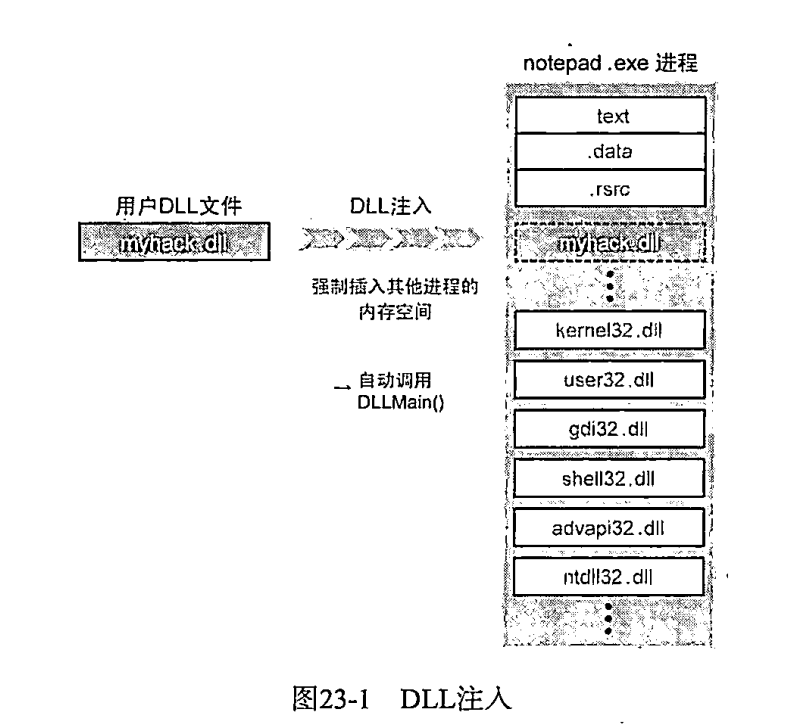 notepad .exe 进程
text
.data
.rsrc
用户DLL文件
myhack.dll
DLL注入
myhack.dll
强制插入其他进程的
内存空间
→ 自动调用
DLLMain()
kernel32.dll
user32.dll
gdi32.dll
shell32.dll
advapi32.dll
ntdll32.dll
图23-1 DLL注入